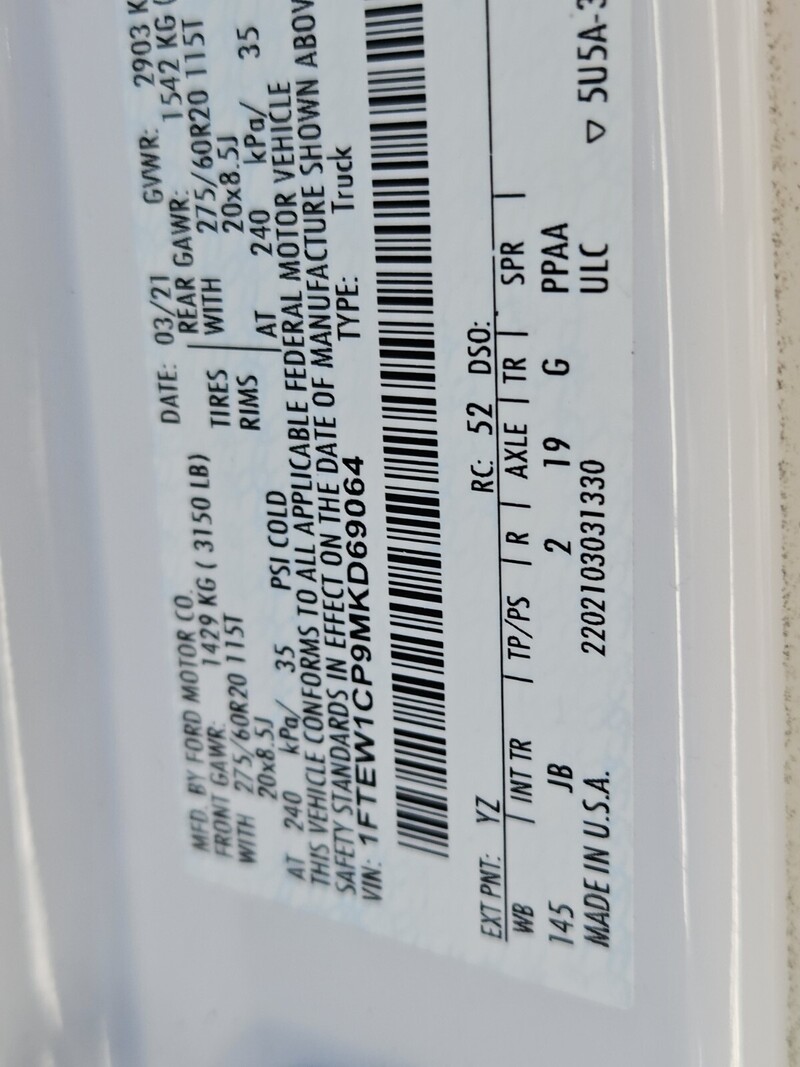 MFD. BY FORD MOTOR CO. DATE: 03/21 GVWR: 2903 K
FRONT GAWR: 1429 KG ( 3150 LB) REAR GAWR: 1542 KG (
WITH 275/60R20 115T TIRES WITH 275/60R20 115T
20x8.5J RIMS 20x8.5J
AT 240 kPa/ 35 PSI COLD AT 240 kPa/ 35
THIS VEHICLE CONFORMS TO ALL APPLICABLE FEDERAL MOTOR VEHICLE
SAFETY STANDARDS IN EFFECT ON THE DATE OF MANUFACTURE SHOWN ABOV
VIN: 1FTEW1CP9MKD69064 TYPE: Truck
EXT PNT: YZ RC: 52 DSO:
WB INT TR TP/PS R AXLE TR SPR
145 JB 2 19 G PPAA
MADE IN U.S.A. 2202103031330 ULC ▽ 5U5A-3